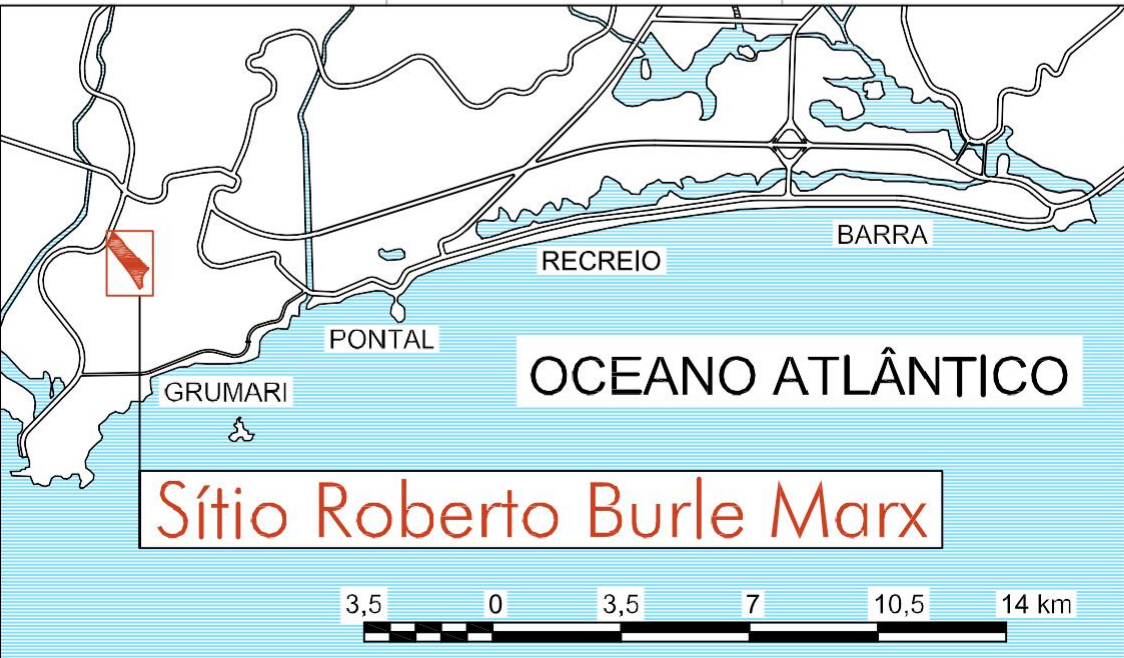 BARRA
RECREIO
PONTAL
OCEANO ATLÂNTICO
GRUMARI
Sítio Roberto Burle Marx
3,5 0 3,5 7 10,5 14 km